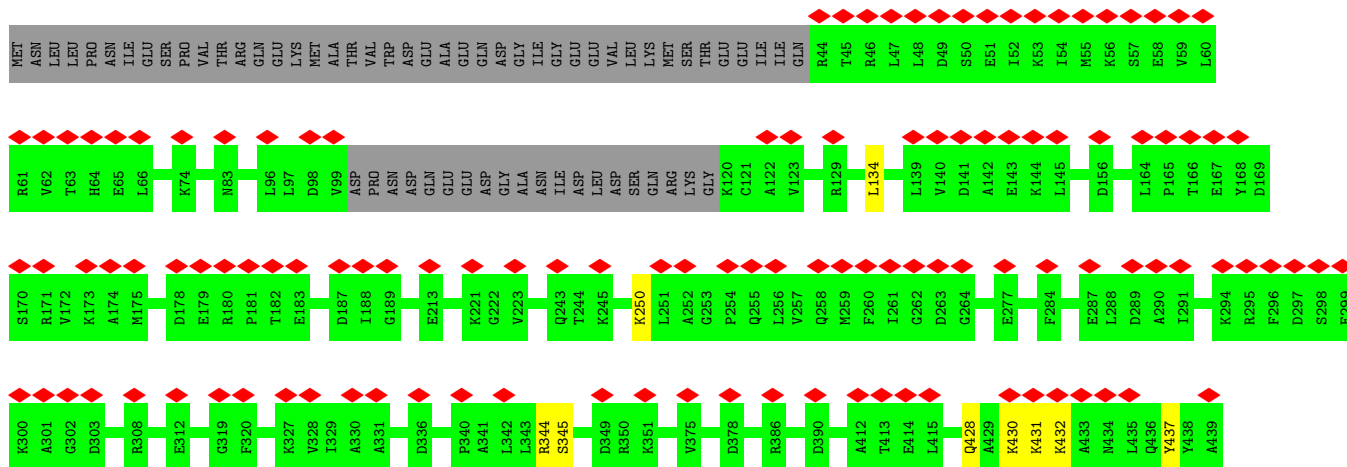 MET ASN LEU LEU PRO ASN ILE GLU SER PRO VAL THR ARG GLN GLU LYS MET ALA THR VAL TRP ASP GLU ALA GLU GLN ASP GLY ILE GLY GLU GLU VAL LEU LYS MET SER THR GLU GLU ILE ILE GLN R44 T45 R46 L47 L48 D49 S50 E51 I52 K53 I54 M55 K56 S57 E58 V59 L60
R61 V62 T63 H64 E65 L66 K74 N83 L96 L97 D98 V99 ASP PRO ASN ASP GLN GLU GLU ASP GLY ALA ASN ILE ASP LEU ASP SER GLN ARG LYS GLY K120 C121 A122 V123 R129 L134 L139 V140 D141 A142 E143 K144 L145 D156 L164 P165 T166 E167 Y168 D169
S170 R171 V172 K173 A174 M175 D178 E179 R180 P181 T182 E183 D187 I188 G189 E213 K221 G222 V223 Q243 T244 K245 K250 L251 A252 G253 P254 Q255 L256 V257 Q258 M259 F260 I261 G262 D263 G264 E277 F284 E287 L288 D289 A290 I291 K294 R295 F296 D297 S298
K300 A301 G302 D303 R308 E312 G319 F320 K327 V328 I329 A330 A331 D336 P340 A341 L342 L343 R344 S345 D349 R350 K351 V375 D378 R386 D390 A412 T413 E414 L415 Q428 A429 K430 K431 K432 A433 N434 L435 Q436 Y437 Y438 A439